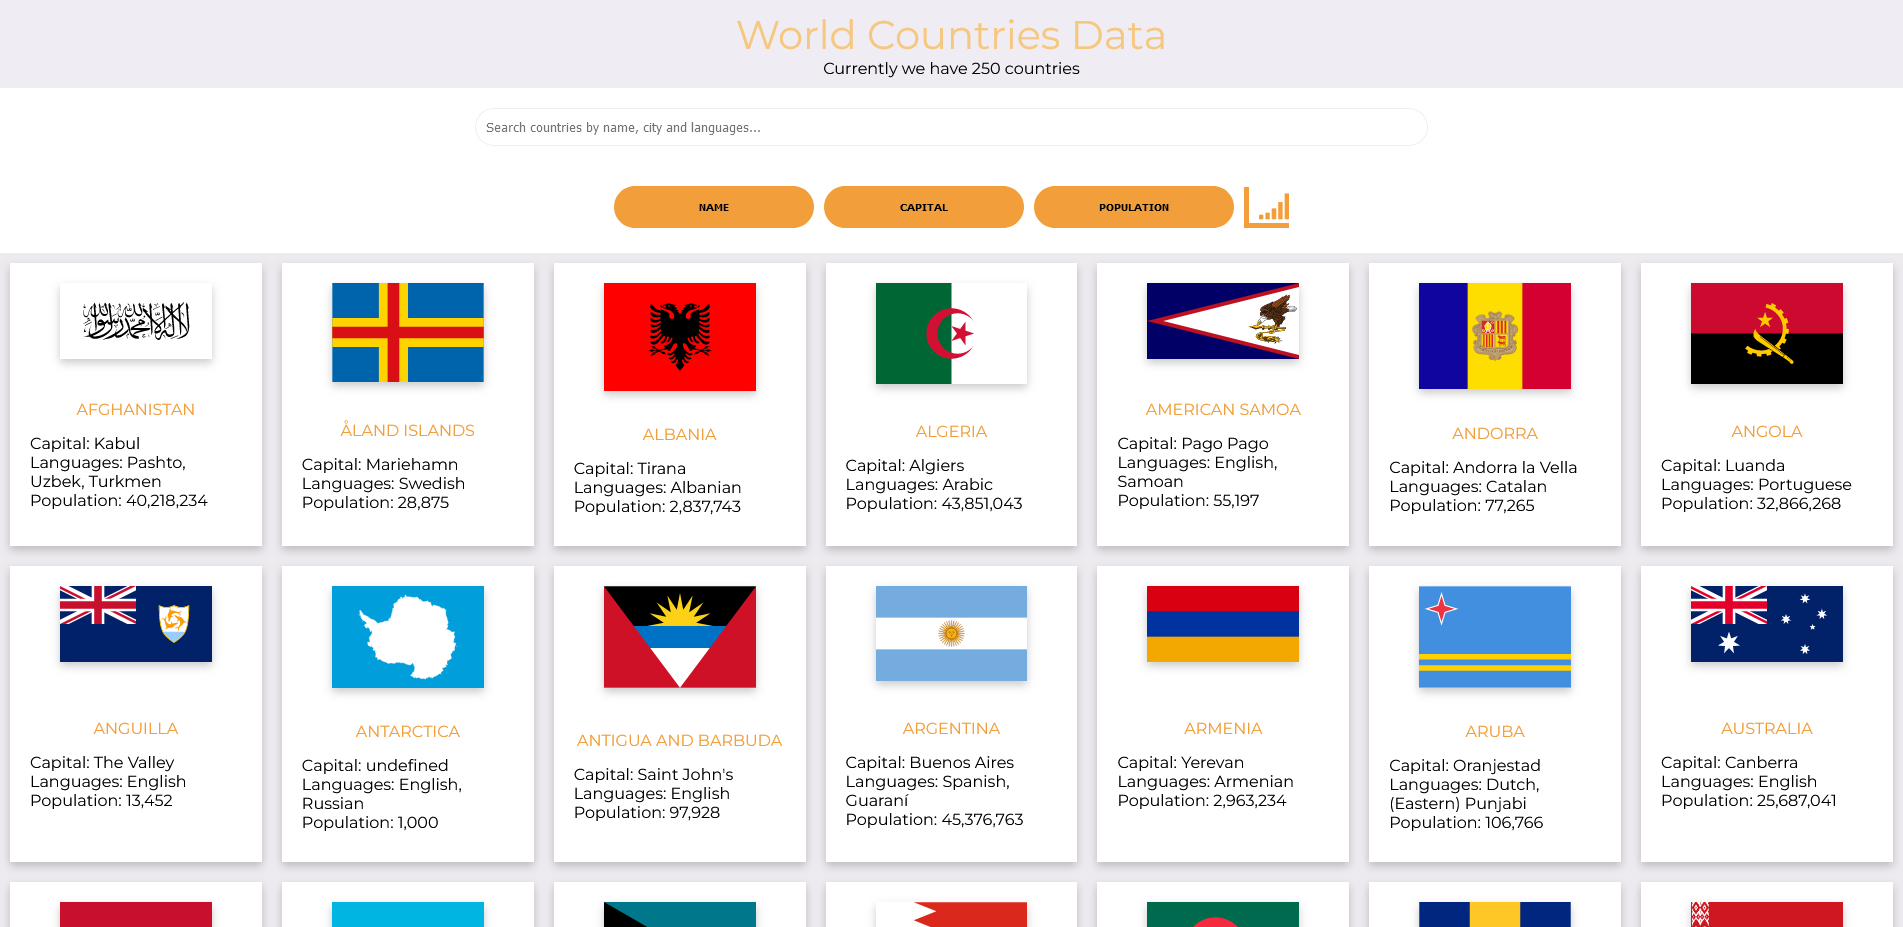 World Countries Data
Currently we have 250 countries
Search countries by name, city and languages...
NAME
CAPITAL
POPULATION
لا إله إلا الله محمد رسول الله
AFGHANISTAN
Capital: Kabul
Languages: Pashto,
Uzbek, Turkmen
Population: 40,218,234
ÅLAND ISLANDS
Capital: Mariehamn
Languages: Swedish
Population: 28,875
ALBANIA
Capital: Tirana
Languages: Albanian
Population: 2,837,743
ALGERIA
Capital: Algiers
Languages: Arabic
Population: 43,851,043
AMERICAN SAMOA
Capital: Pago Pago
Languages: English,
Samoan
Population: 55,197
ANDORRA
Capital: Andorra la Vella
Languages: Catalan
Population: 77,265
ANGOLA
Capital: Luanda
Languages: Portuguese
Population: 32,866,268
ANGUILLA
Capital: The Valley
Languages: English
Population: 13,452
ANTARCTICA
Capital: undefined
Languages: English,
Russian
Population: 1,000
ANTIGUA AND BARBUDA
Capital: Saint John's
Languages: English
Population: 97,928
ARGENTINA
Capital: Buenos Aires
Languages: Spanish,
Guaraní
Population: 45,376,763
ARMENIA
Capital: Yerevan
Languages: Armenian
Population: 2,963,234
ARUBA
Capital: Oranjestad
Languages: Dutch,
(Eastern) Punjabi
Population: 106,766
AUSTRALIA
Capital: Canberra
Languages: English
Population: 25,687,041